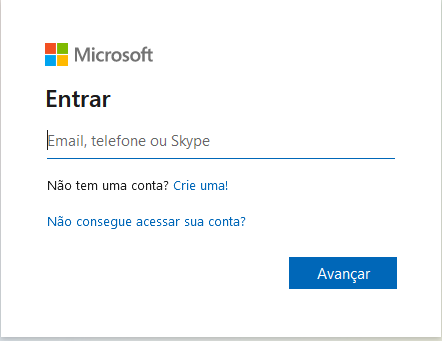 Microsoft
Entrar
Email, telefone ou Skype
Não tem uma conta? Crie uma!
Não consegue acessar sua conta?
Avançar